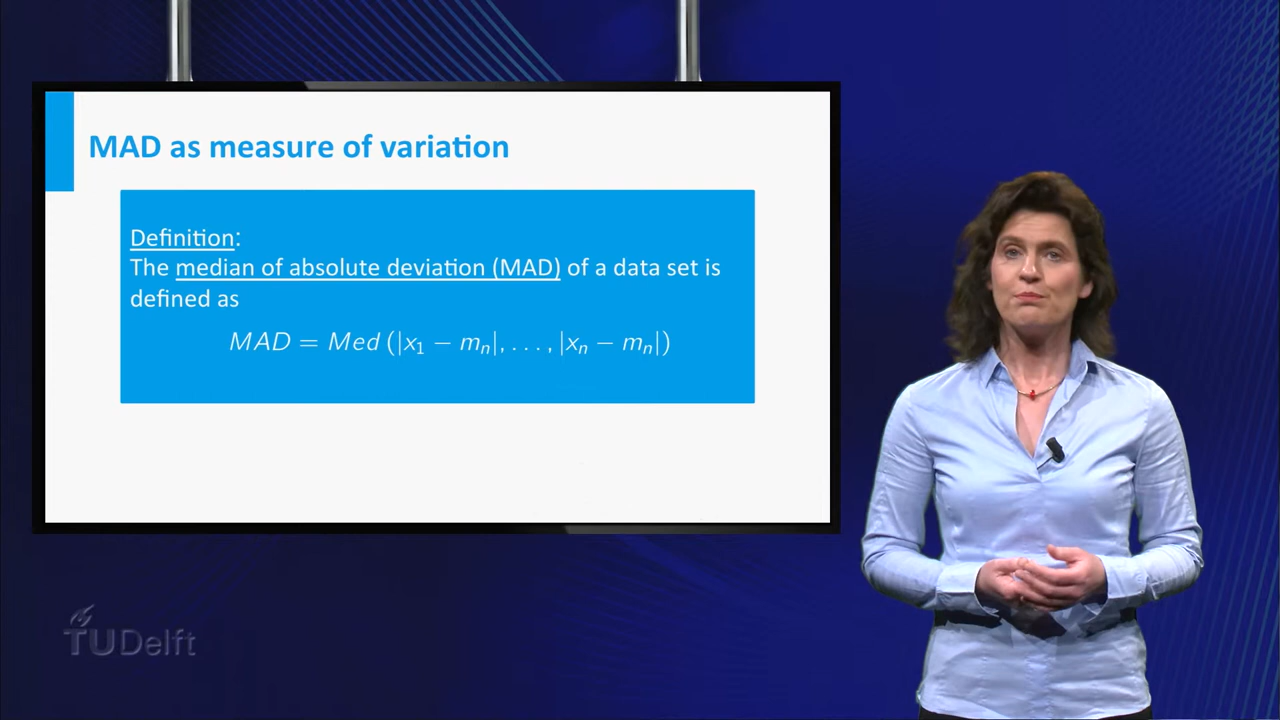 MAD as measure of variation
Definition:
The median of absolute deviation (MAD) of a data set is
defined as
MAD = Med (|x₁ − mₙ|, . . . , |xₙ − mₙ|)
TUDelft